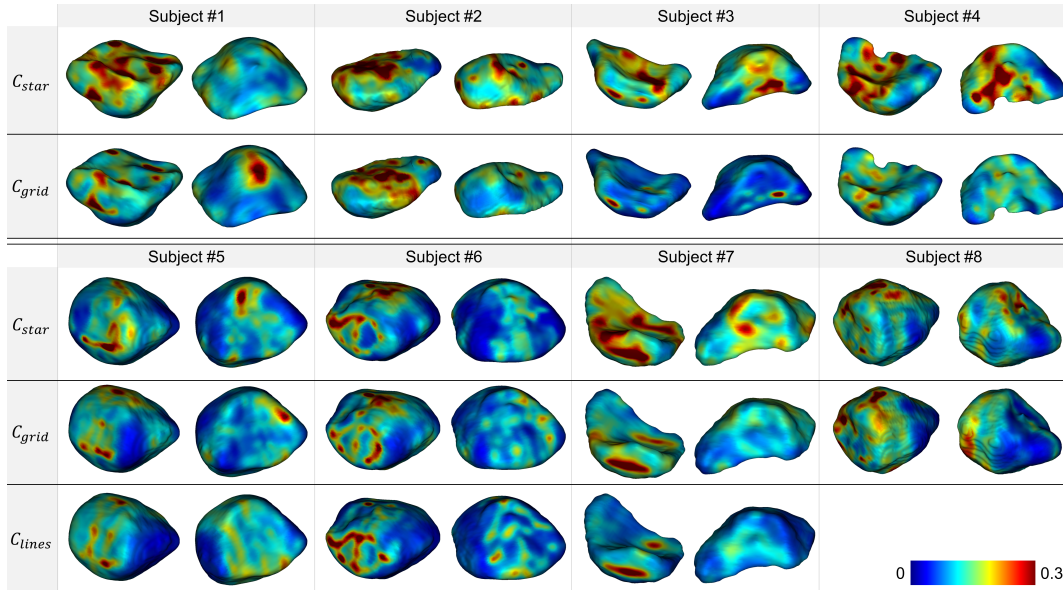 Subject #1 Subject #2 Subject #3 Subject #4
C_star
C_grid
Subject #5 Subject #6 Subject #7 Subject #8
C_star
C_grid
C_lines
0 0.3